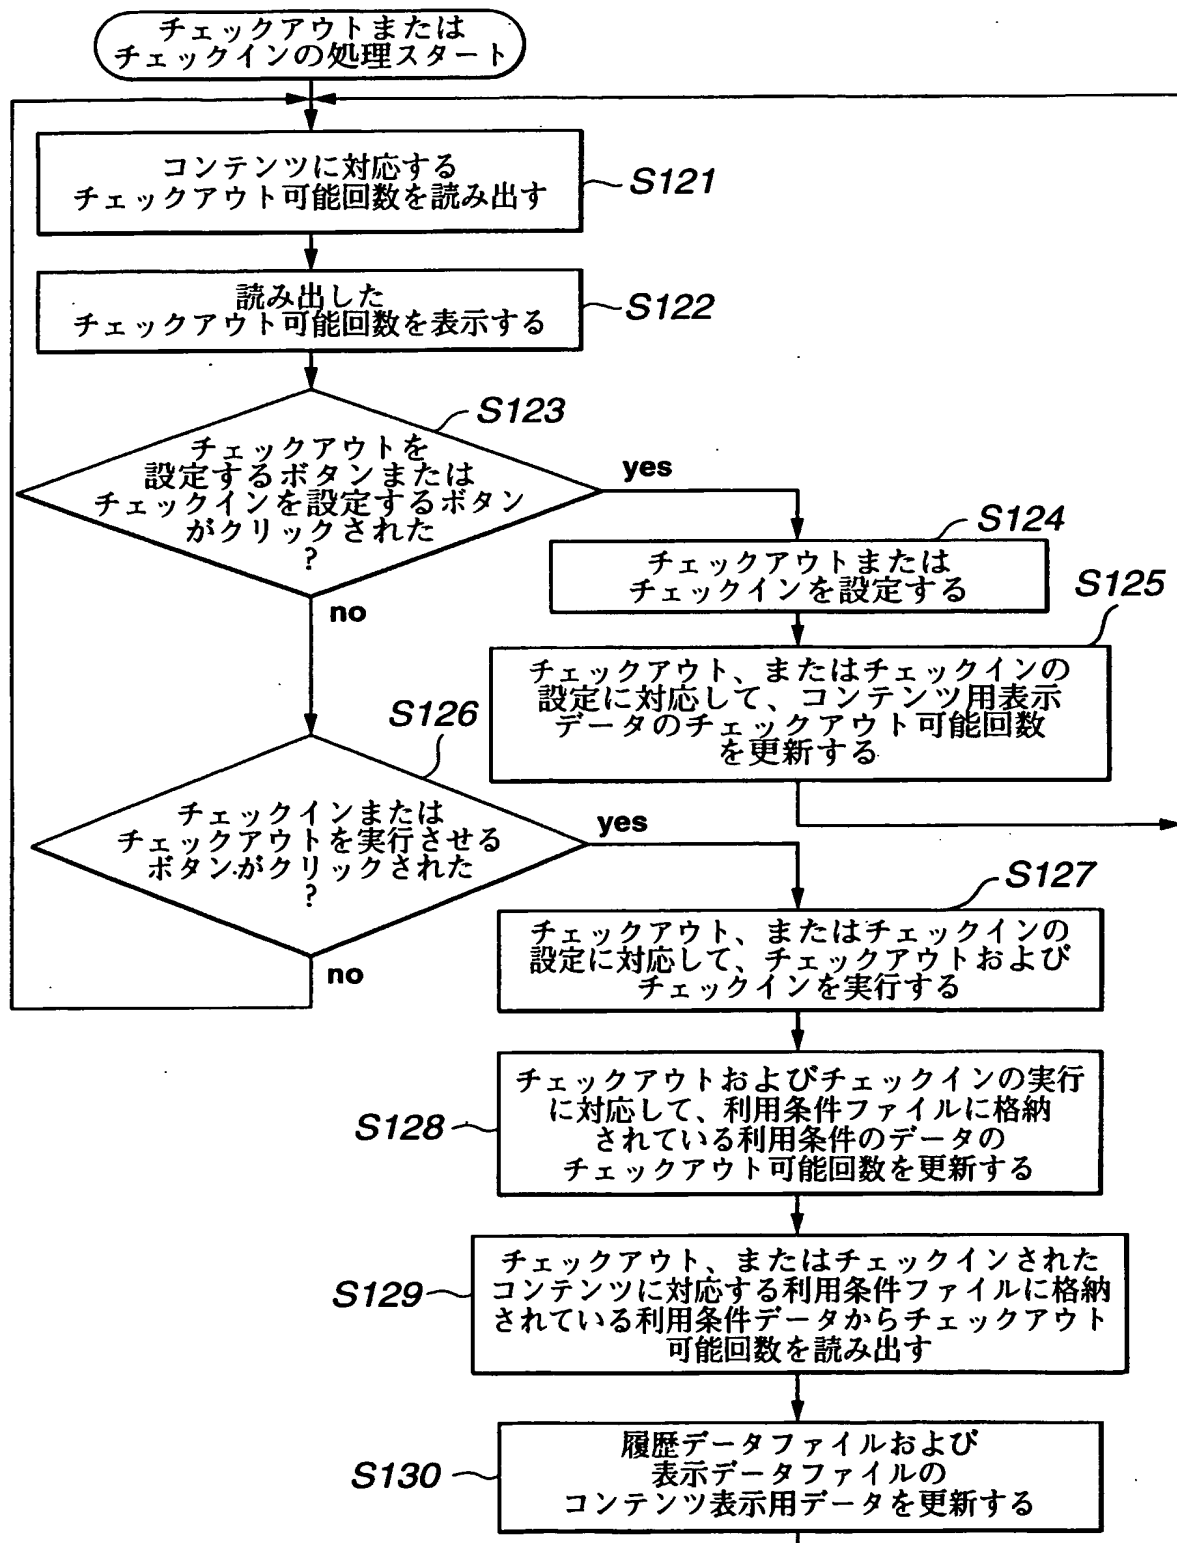 チェックアウトまたは
チェックインの処理スタート
コンテンツに対応する
チェックアウト可能回数を読み出す
S121
読み出した
チェックアウト可能回数を表示する
S122
S123
チェックアウトを
設定するボタンまたは
チェックインを設定するボタン
がクリックされた
?
yes
no
S124
チェックアウトまたは
チェックインを設定する
S125
チェックアウト、またはチェックインの
設定に対応して、コンテンツ用表示
データのチェックアウト可能回数
を更新する
S126
チェックインまたは
チェックアウトを実行させる
ボタンがクリックされた
?
yes
no
S127
チェックアウト、またはチェックインの
設定に対応して、チェックアウトおよび
チェックインを実行する
S128
チェックアウトおよびチェックインの実行
に対応して、利用条件ファイルに格納
されている利用条件のデータの
チェックアウト可能回数を更新する
S129
チェックアウト、またはチェックインされた
コンテンツに対応する利用条件ファイルに格納
されている利用条件データからチェックアウト
可能回数を読み出す
S130
履歴データファイルおよび
表示データファイルの
コンテンツ表示用データを更新する